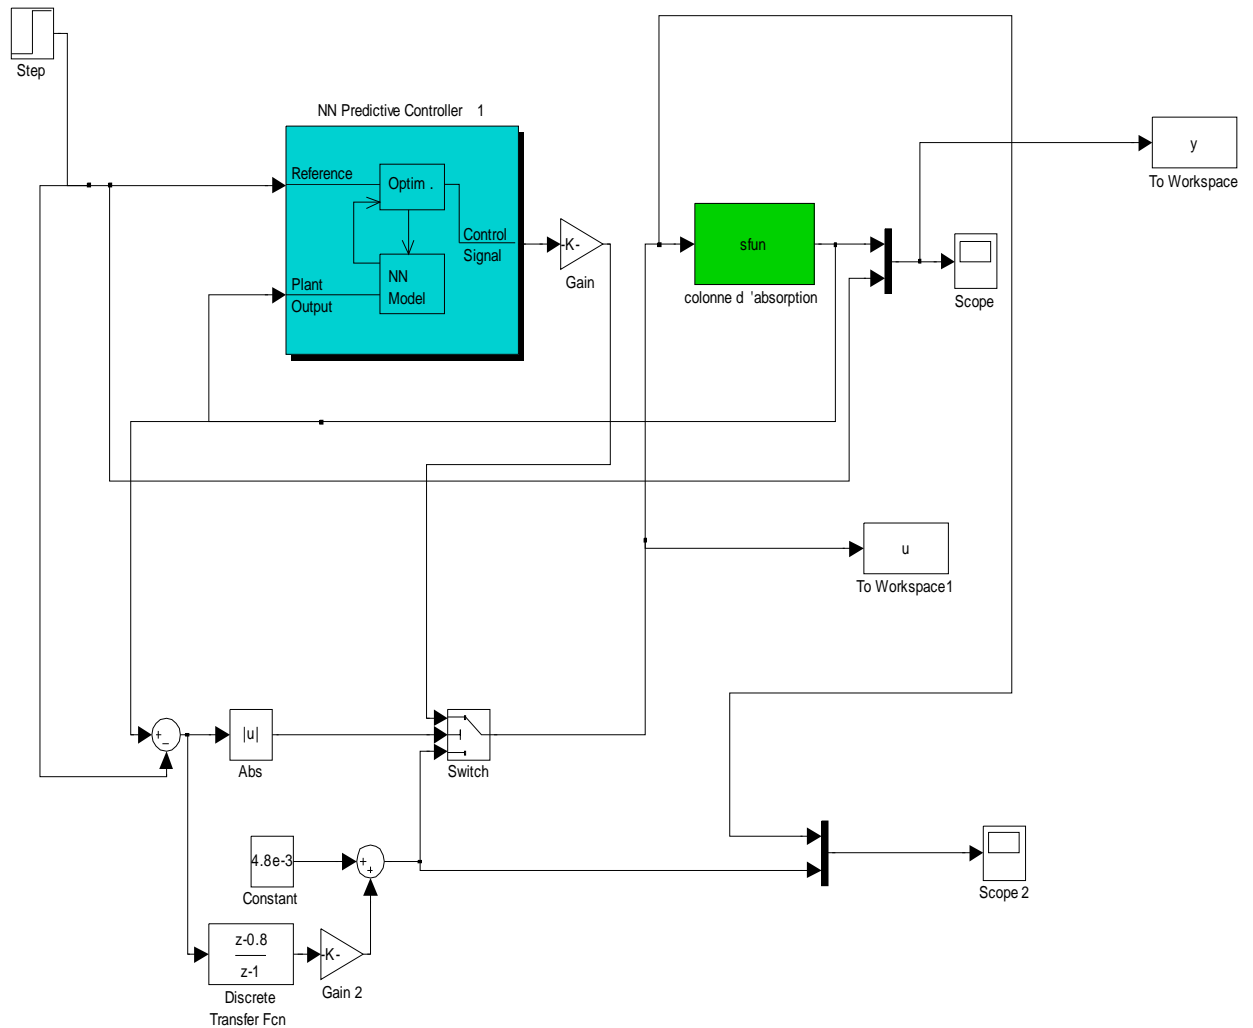 Step
NN Predictive Controller 1
Reference
Optim .
Control
Signal
Plant
Output
NN
Model
-K-
Gain
sfun
colonne d 'absorption
y
To Workspace
Scope
u
To Workspace1
+
–
|u|
Abs
Switch
4.8e-3
Constant
+
+
Scope 2
z-0.8
z-1
Discrete
Transfer Fcn
-K-
Gain 2